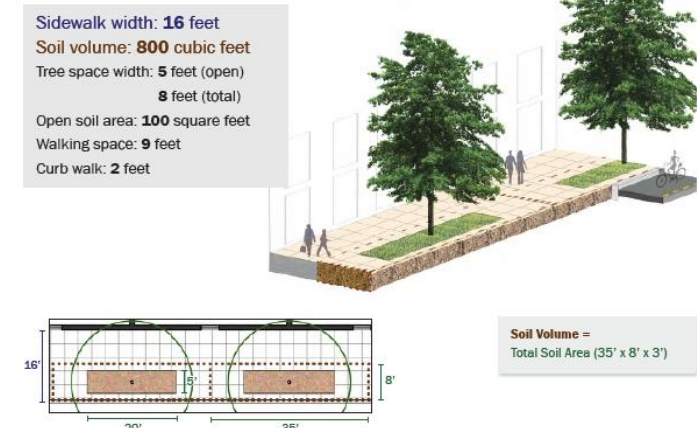 Sidewalk width: 16 feet
Soil volume: 800 cubic feet
Tree space width: 5 feet (open)
8 feet (total)
Open soil area: 100 square feet
Walking space: 9 feet
Curb walk: 2 feet
Soil Volume =
Total Soil Area (35' x 8' x 3')
16'
5'
8'
20'
35'